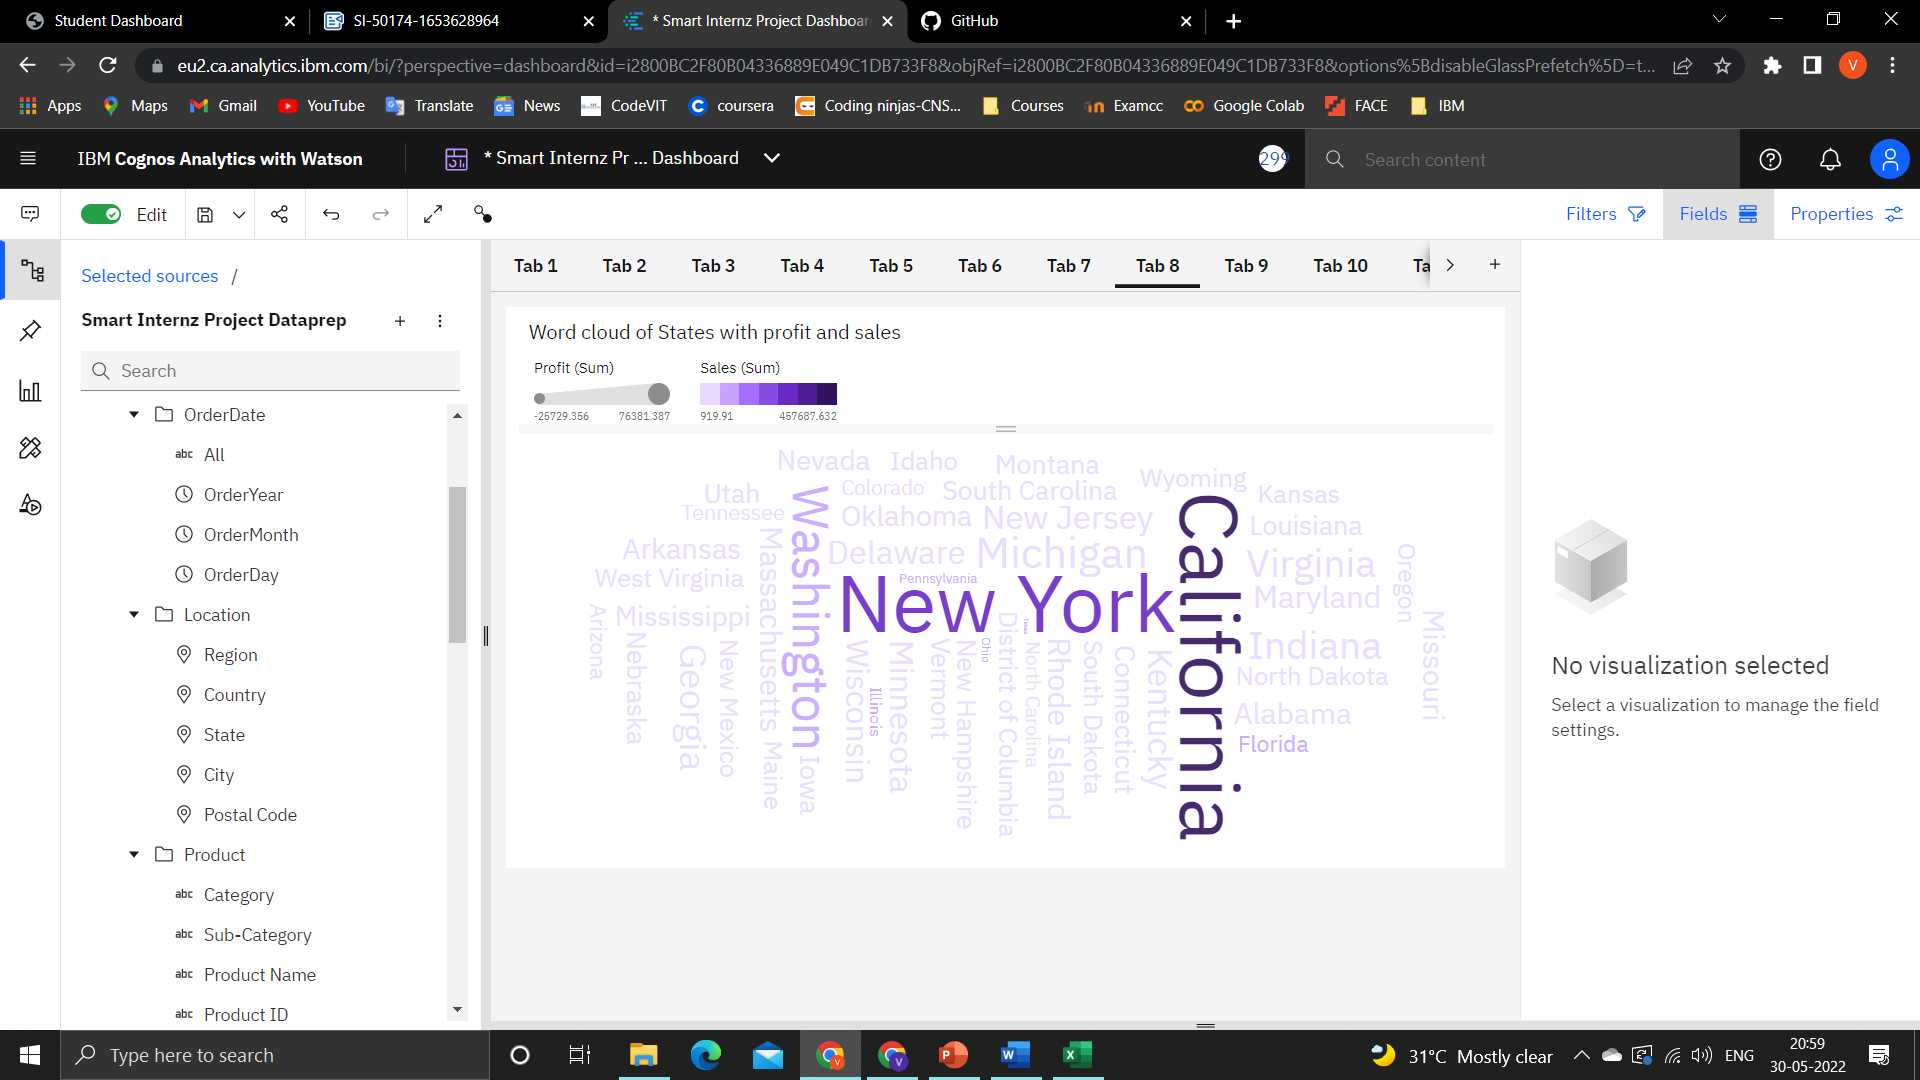 Student Dashboard
SI-50174-1653628964
* Smart Internz Project Dashboar
GitHub
eu2.ca.analytics.ibm.com/bi/?perspective=dashboard&id=i2800BC2F80B04336889E049C1DB733F8&objRef=i2800BC2F80B04336889E049C1DB733F8&options%5BdisableGlassPrefetch%5D=t...
V
Apps
Maps
Gmail
YouTube
Translate
News
CodeVIT
coursera
Coding ninjas-CNS...
Courses
Examcc
Google Colab
FACE
IBM
IBM Cognos Analytics with Watson
* Smart Internz Pr ... Dashboard
299
Search content
Edit
Filters
Fields
Properties
Selected sources /
Smart Internz Project Dataprep
Search
OrderDate
abc All
OrderYear
OrderMonth
OrderDay
Location
Region
Country
State
City
Postal Code
Product
abc Category
abc Sub-Category
abc Product Name
abc Product ID
Tab 1
Tab 2
Tab 3
Tab 4
Tab 5
Tab 6
Tab 7
Tab 8
Tab 9
Tab 10
Ta
Word cloud of States with profit and sales
Profit (Sum)
-25729.356
76381.387
Sales (Sum)
919.91
457687.632
Nevada
Idaho
Montana
Wyoming
Utah
Colorado
South Carolina
Kansas
Tennessee
Oklahoma
New Jersey
Louisiana
Arkansas
Massachusetts
Washington
Delaware
Michigan
California
Virginia
Oregon
West Virginia
Pennsylvania
New York
Maryland
Arizona
Mississippi
Texas
Missouri
Nebraska
Georgia
New Mexico
Maine
Iowa
Wisconsin
Illinois
Minnesota
Vermont
New Hampshire
Ohio
District of Columbia
North Carolina
Rhode Island
South Dakota
Connecticut
Kentucky
Indiana
North Dakota
Alabama
Florida
No visualization selected
Select a visualization to manage the field
settings.
Type here to search
31°C Mostly clear
ENG
20:59
30-05-2022